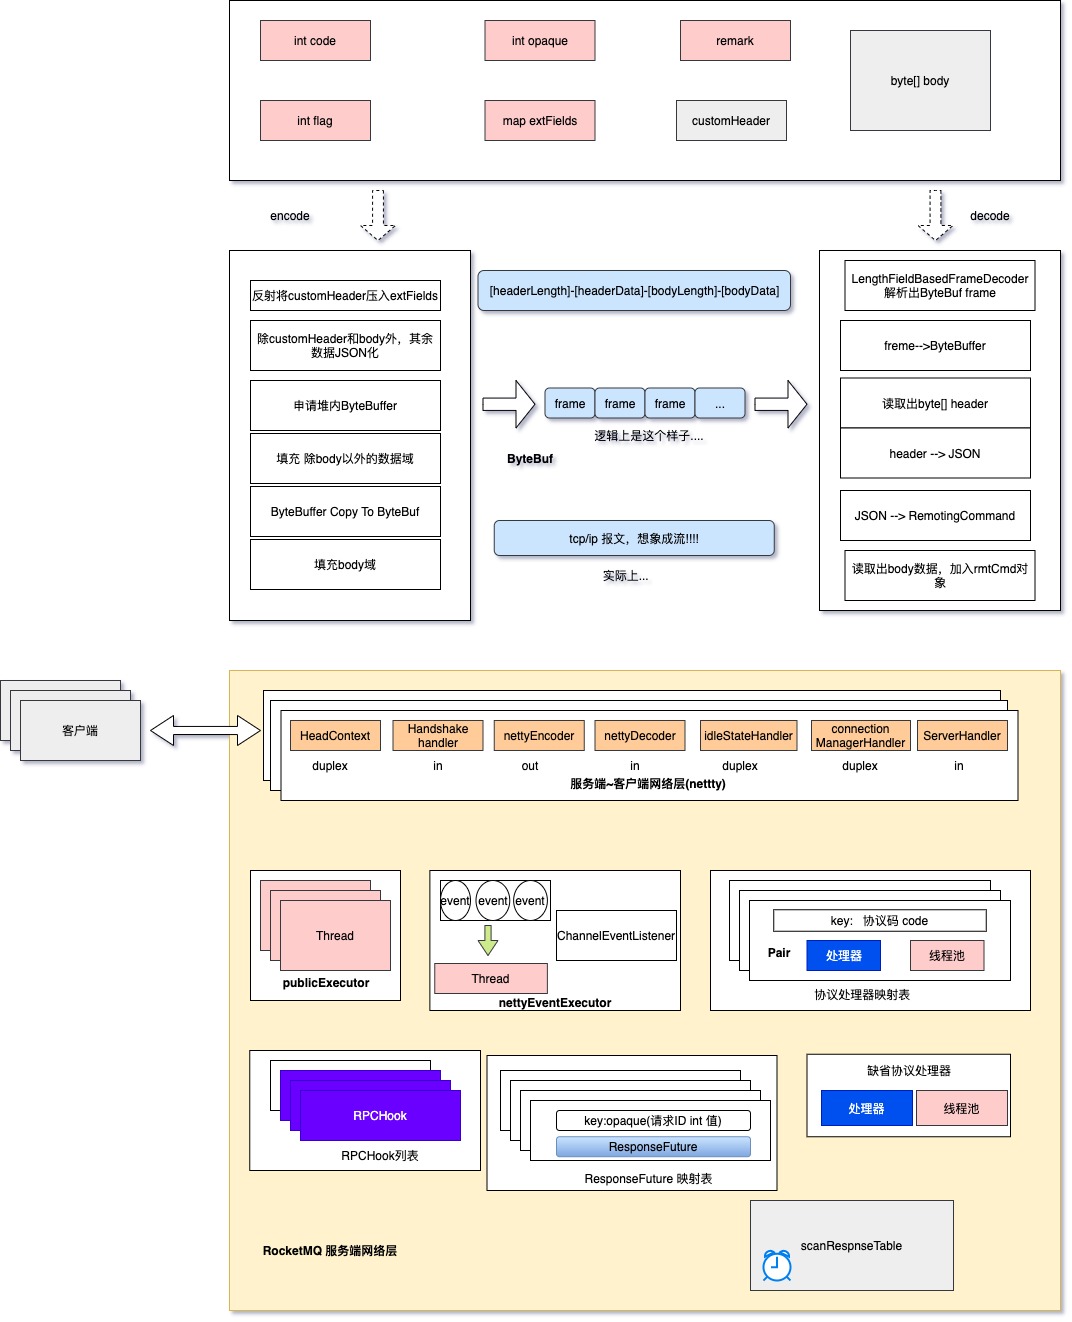 int code
int opaque
remark
byte[] body
int flag
map extFields
customHeader
encode
decode
反射将customHeader压入extFields
除customHeader和body外，其余
数据JSON化
申请堆内ByteBuffer
填充 除body以外的数据域
ByteBuffer Copy To ByteBuf
填充body域
[headerLength]-[headerData]-[bodyLength]-[bodyData]
frame
frame
frame
...
逻辑上是这个样子....
ByteBuf
tcp/ip 报文，想象成流!!!!
实际上...
LengthFieldBasedFrameDecoder
解析出ByteBuf frame
freme-->ByteBuffer
读取出byte[] header
header --> JSON
JSON --> RemotingCommand
读取出body数据，加入rmtCmd对
象
客户端
HeadContext
Handshake
handler
nettyEncoder
nettyDecoder
idleStateHandler
connection
ManagerHandler
ServerHandler
duplex
in
out
in
duplex
duplex
in
服务端~客户端网络层(nettty)
Thread
publicExecutor
event
event
event
ChannelEventListener
Thread
nettyEventExecutor
key: 协议码 code
Pair
处理器
线程池
协议处理器映射表
RPCHook
RPCHook列表
key:opaque(请求ID int 值)
ResponseFuture
ResponseFuture 映射表
缺省协议处理器
处理器
线程池
RocketMQ 服务端网络层
scanRespnseTable